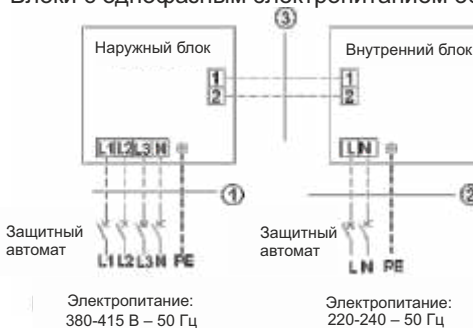 Блоки с однофазным электропитанием
③
Наружный блок
Внутренний блок
1
2
1
2
L1 L2 L3 N
L N
①
②
Защитный
автомат
L1 L2 L3 N PE
Защитный
автомат
L N PE
Электропитание:
380-415 В – 50 Гц
Электропитание:
220-240 – 50 Гц